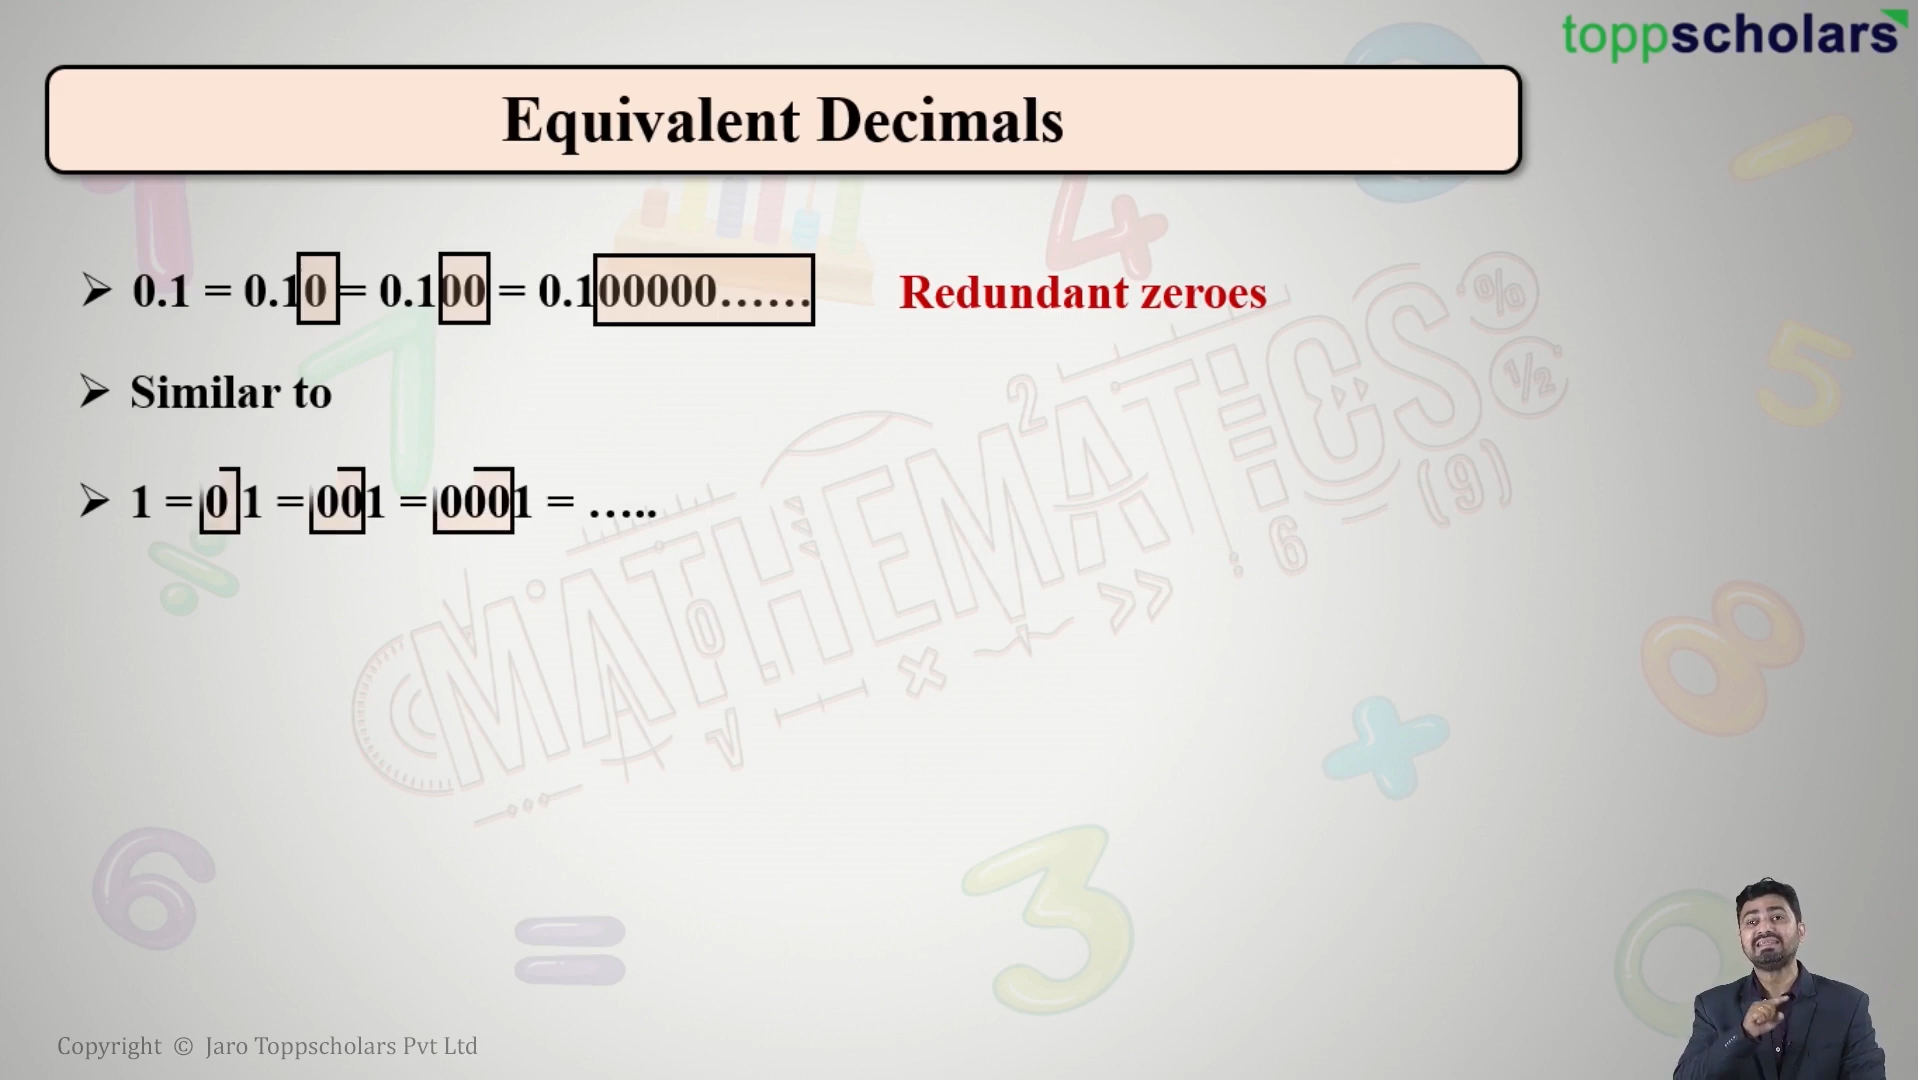 toppscholars
Equivalent Decimals
➤ 0.1 = 0.10 = 0.100 = 0.100000…… Redundant zeroes
➤ Similar to
➤ 1 = 01 = 001 = 0001 = …..
MATHEMATICS
Copyright © Jaro Toppscholars Pvt Ltd